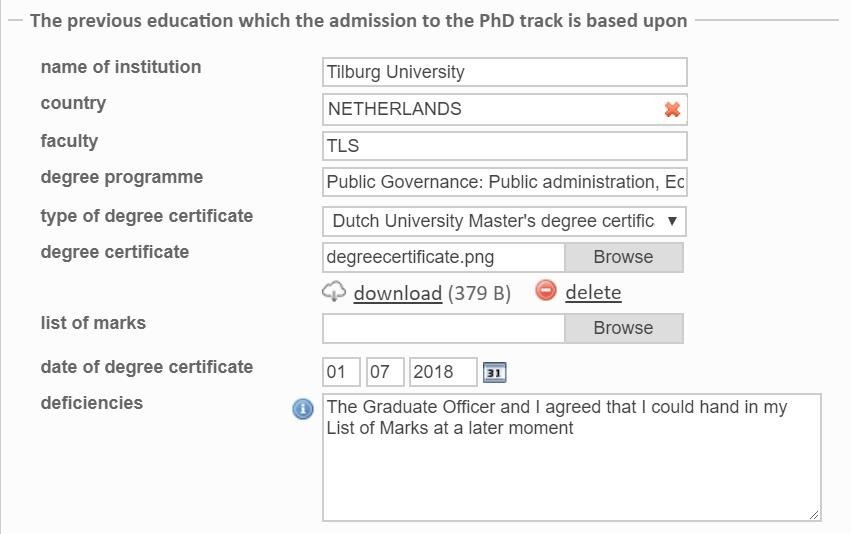 The previous education which the admission to the PhD track is based upon
name of institution Tilburg University
country NETHERLANDS
faculty TLS
degree programme Public Governance: Public administration, Ec
type of degree certificate Dutch University Master's degree certific
degree certificate degreecertificate.png Browse
download (379 B) delete
list of marks Browse
date of degree certificate 01 07 2018 31
deficiencies The Graduate Officer and I agreed that I could hand in my
List of Marks at a later moment